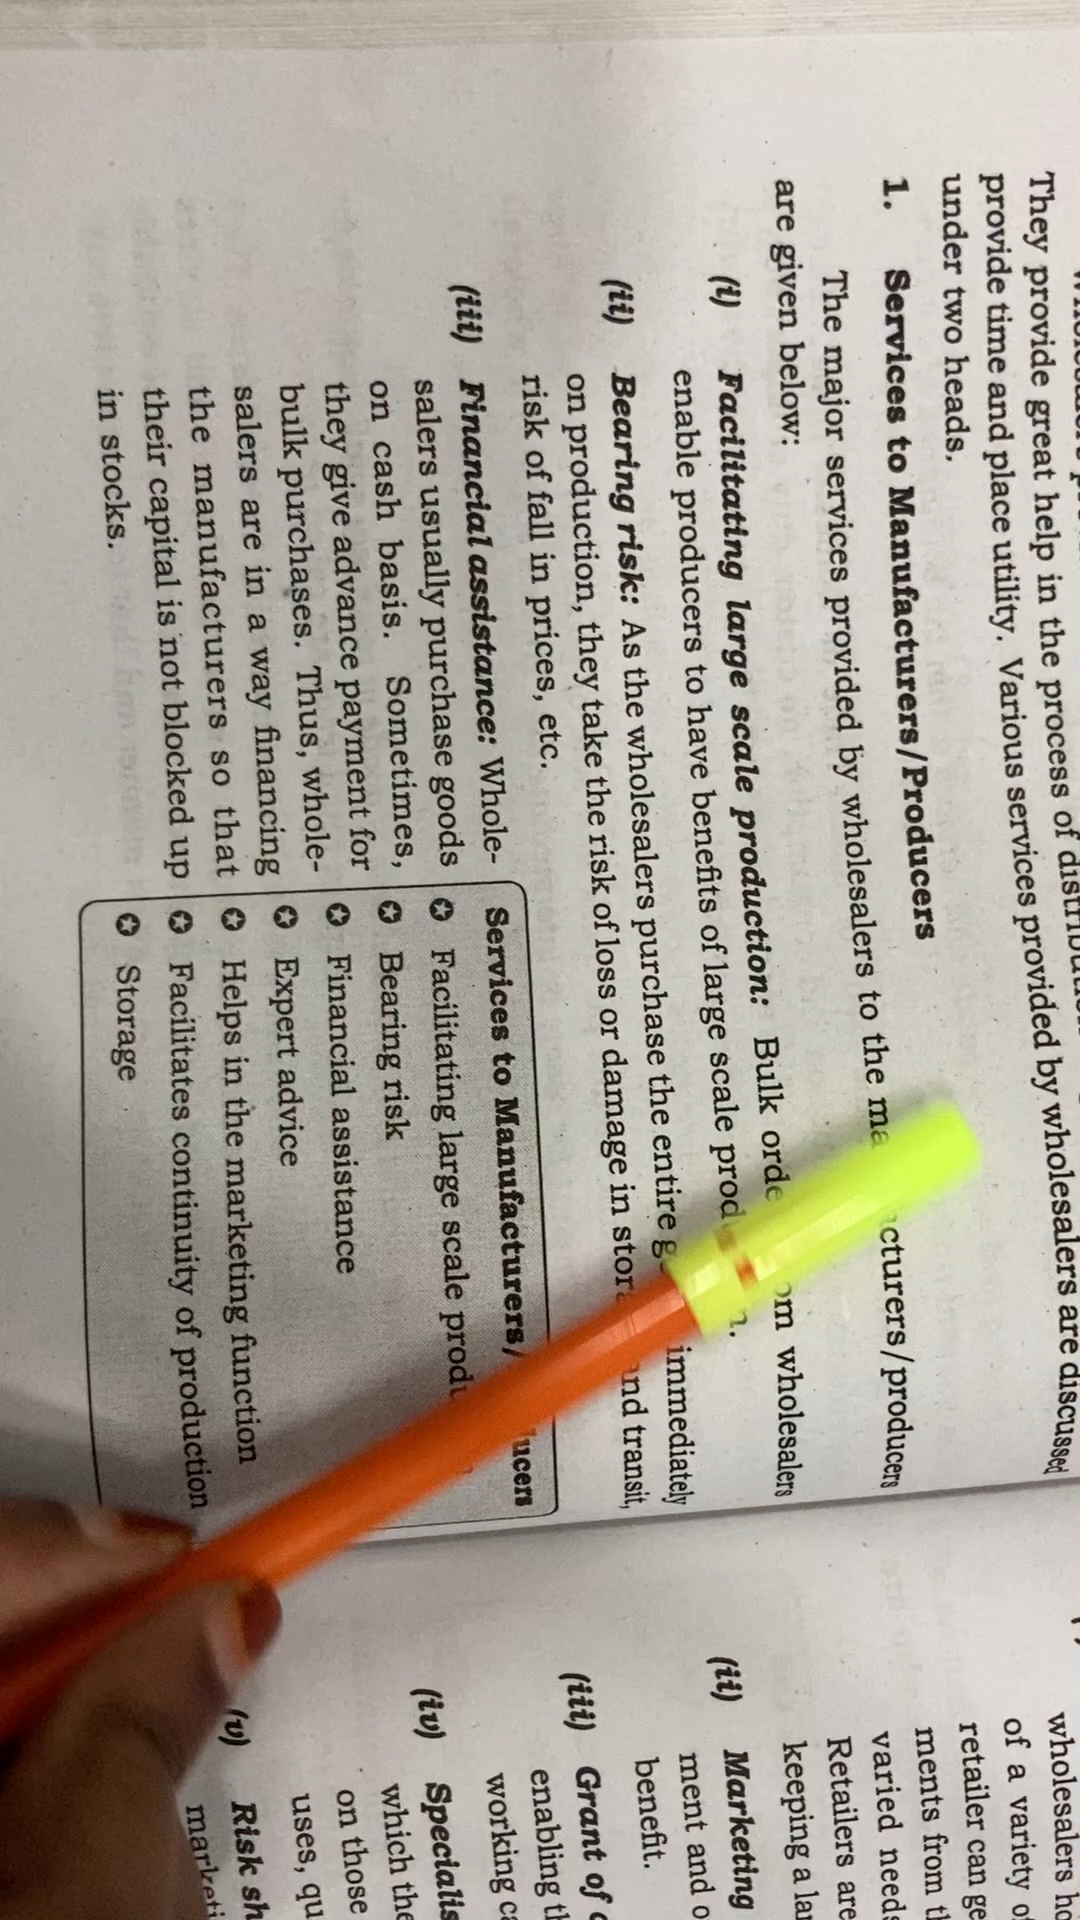 They provide great help in the process of
provide time and place utility. Various services provided by wholesalers are discussed
under two heads.
1. Services to Manufacturers/Producers
The major services provided by wholesalers to the /producers
are given below:
(i) Facilitating large scale production: Bulk wholesalers
enable producers to have benefits of large scale
(ii) Bearing risk: As the wholesalers purchase the entire immediately
on production, they take the risk of loss or damage in and transit,
risk of fall in prices, etc.
(iii) Financial assistance: Whole-
salers usually purchase goods
on cash basis. Sometimes,
they give advance payment for
bulk purchases. Thus, whole-
salers are in a way financing
the manufacturers so that
their capital is not blocked up
in stocks.
Services to Manufacturers/
Facilitating large scale
Bearing risk
Financial assistance
Expert advice
Helps in the marketing function
Facilitates continuity of production
Storage
wholesalers
of a variety
retailer can
ments from
varied needs
Retailers are
keeping a
(ii) Marketing
ment and
benefit.
(iii) Grant of
enabling
working
(iv)
which
on those
uses,
(v) Risk